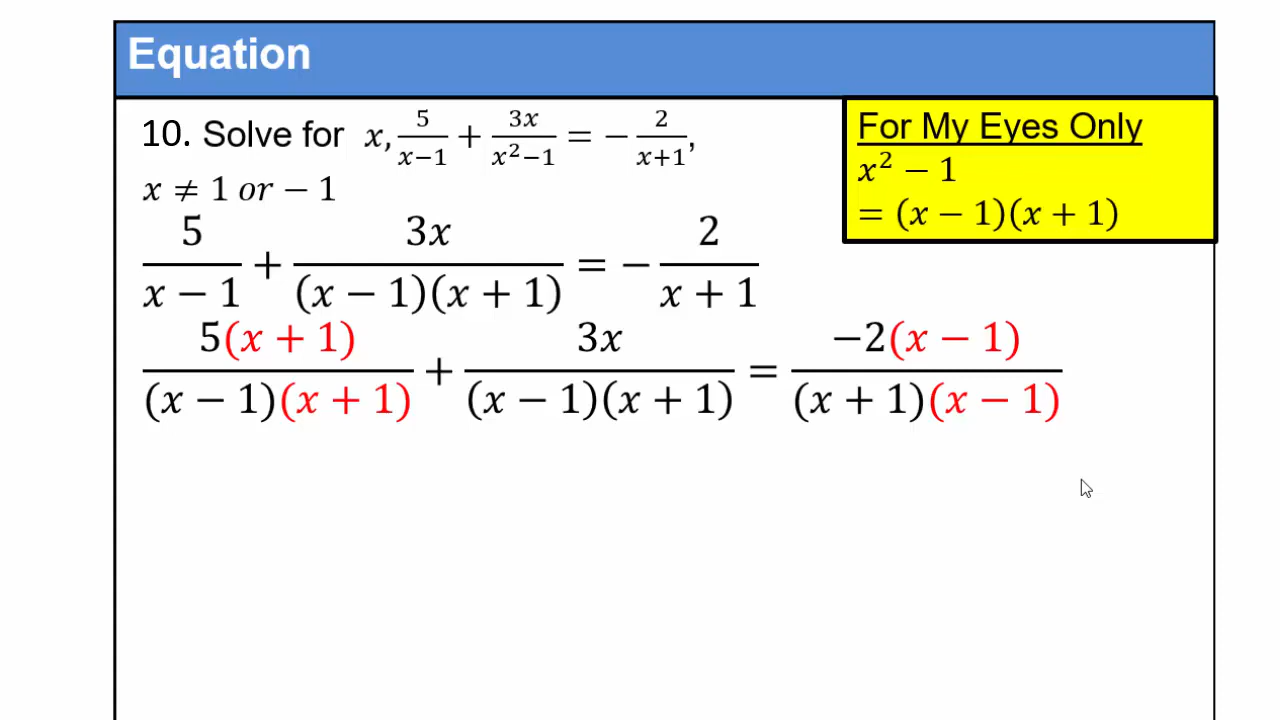 Equation
10. Solve for x, 5/(x−1) + 3x/(x²−1) = − 2/(x+1),
x ≠ 1 or − 1
For My Eyes Only
x² − 1
= (x − 1)(x + 1)
5/(x − 1) + 3x/((x − 1)(x + 1)) = − 2/(x + 1)
5(x + 1)/((x − 1)(x + 1)) + 3x/((x − 1)(x + 1)) = −2(x − 1)/((x + 1)(x − 1))